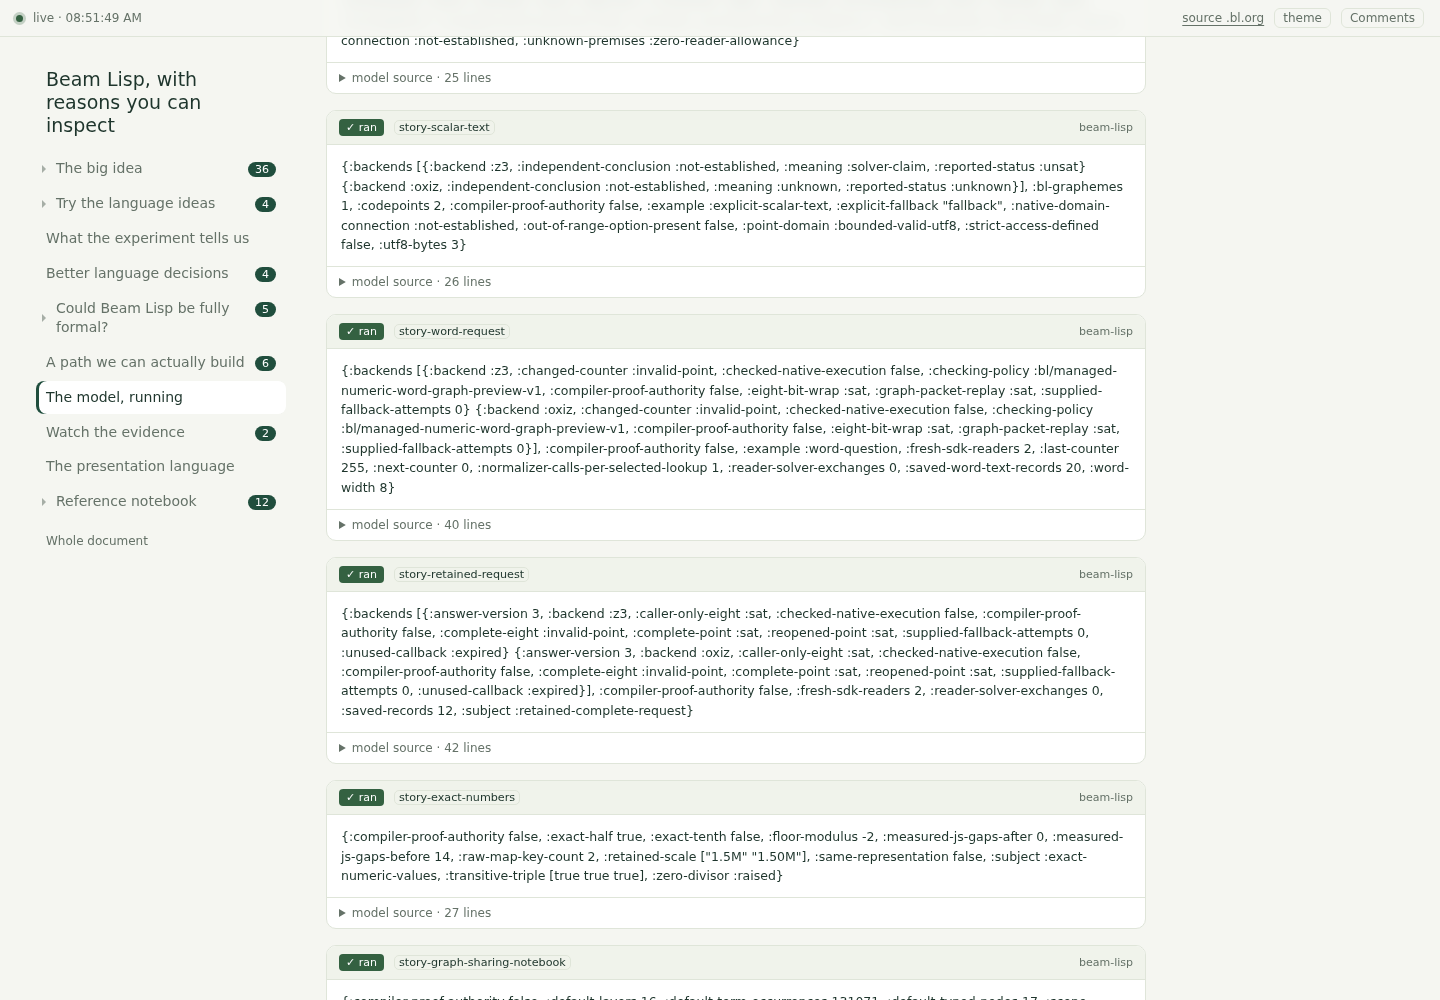 live · 08:51:49 AM
source .bl.org
theme
Comments
Beam Lisp, with
reasons you can
inspect
The big idea 36
Try the language ideas 4
What the experiment tells us
Better language decisions 4
Could Beam Lisp be fully 5
formal?
A path we can actually build 6
The model, running
Watch the evidence 2
The presentation language
Reference notebook 12
Whole document
connection :not-established, :unknown-premises :zero-reader-allowance}
model source · 25 lines
✓ ran story-scalar-text beam-lisp
{:backends [{:backend :z3, :independent-conclusion :not-established, :meaning :solver-claim, :reported-status :unsat}
{:backend :oxiz, :independent-conclusion :not-established, :meaning :unknown, :reported-status :unknown}], :bl-graphemes
1, :codepoints 2, :compiler-proof-authority false, :example :explicit-scalar-text, :explicit-fallback "fallback", :native-domain-
connection :not-established, :out-of-range-option-present false, :point-domain :bounded-valid-utf8, :strict-access-defined
false, :utf8-bytes 3}
model source · 26 lines
✓ ran story-word-request beam-lisp
{:backends [{:backend :z3, :changed-counter :invalid-point, :checked-native-execution false, :checking-policy :bl/managed-
numeric-word-graph-preview-v1, :compiler-proof-authority false, :eight-bit-wrap :sat, :graph-packet-replay :sat, :supplied-
fallback-attempts 0} {:backend :oxiz, :changed-counter :invalid-point, :checked-native-execution false, :checking-policy
:bl/managed-numeric-word-graph-preview-v1, :compiler-proof-authority false, :eight-bit-wrap :sat, :graph-packet-replay :sat,
:supplied-fallback-attempts 0}], :compiler-proof-authority false, :example :word-question, :fresh-sdk-readers 2, :last-counter
255, :next-counter 0, :normalizer-calls-per-selected-lookup 1, :reader-solver-exchanges 0, :saved-word-text-records 20, :word-
width 8}
model source · 40 lines
✓ ran story-retained-request beam-lisp
{:backends [{:answer-version 3, :backend :z3, :caller-only-eight :sat, :checked-native-execution false, :compiler-proof-
authority false, :complete-eight :invalid-point, :complete-point :sat, :reopened-point :sat, :supplied-fallback-attempts 0,
:unused-callback :expired} {:answer-version 3, :backend :oxiz, :caller-only-eight :sat, :checked-native-execution false,
:compiler-proof-authority false, :complete-eight :invalid-point, :complete-point :sat, :reopened-point :sat, :supplied-fallback-
attempts 0, :unused-callback :expired}], :compiler-proof-authority false, :fresh-sdk-readers 2, :reader-solver-exchanges 0,
:saved-records 12, :subject :retained-complete-request}
model source · 42 lines
✓ ran story-exact-numbers beam-lisp
{:compiler-proof-authority false, :exact-half true, :exact-tenth false, :floor-modulus -2, :measured-js-gaps-after 0, :measured-
js-gaps-before 14, :raw-map-key-count 2, :retained-scale ["1.5M" "1.50M"], :same-representation false, :subject :exact-
numeric-values, :transitive-triple [true true true], :zero-divisor :raised}
model source · 27 lines
✓ ran story-graph-sharing-notebook beam-lisp